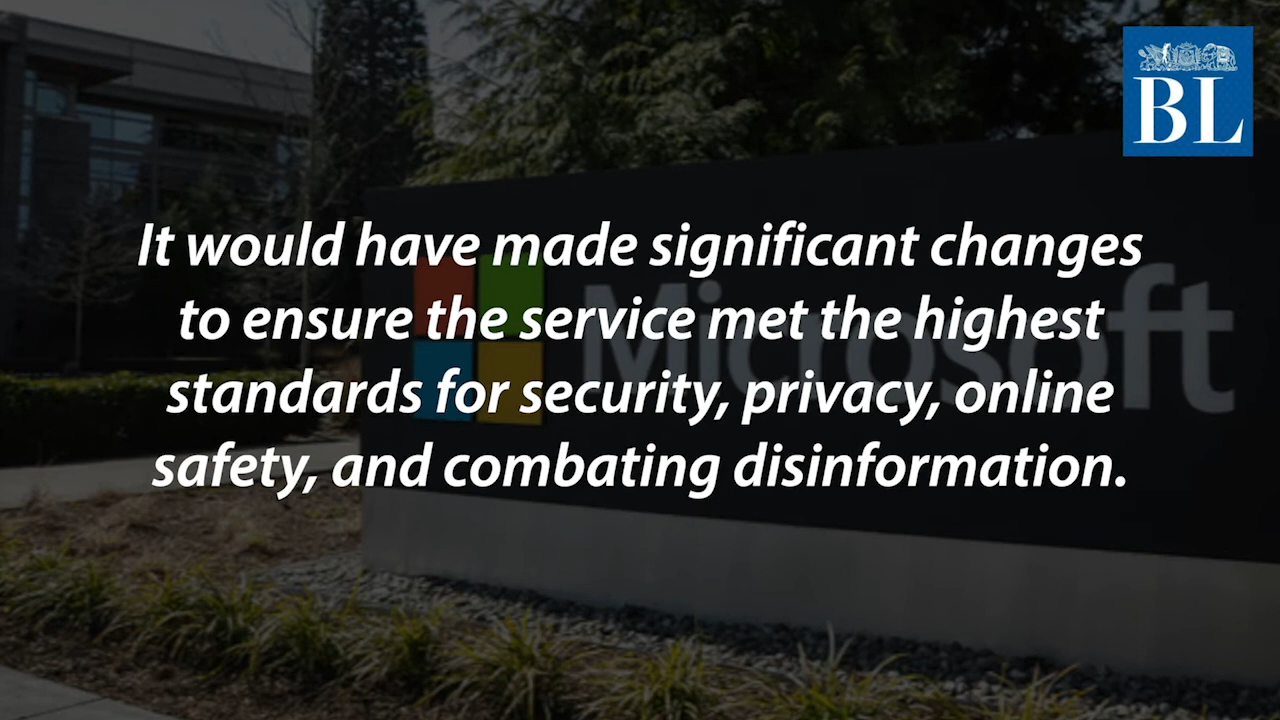 BL
It would have made significant changes
to ensure the service met the highest
standards for security, privacy, online
safety, and combating disinformation.
Microsoft